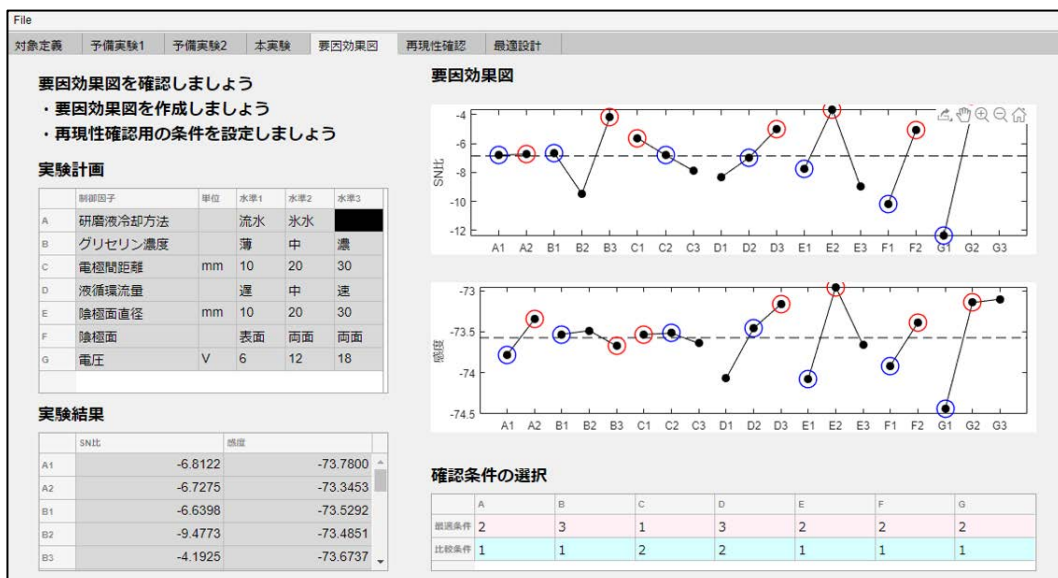 File
対象定義 予備実験1 予備実験2 本実験 要因効果図 再現性確認 最適設計
要因効果図を確認しましょう
・要因効果図を作成しましょう
・再現性確認用の条件を設定しましょう
実験計画
制御因子 単位 水準1 水準2 水準3
A 研磨液冷却方法 流水 氷水
B グリセリン濃度 薄 中 濃
C 電極間距離 mm 10 20 30
D 液循環流量 遅 中 速
E 陰極面直径 mm 10 20 30
F 陰極面 表面 両面 両面
G 電圧 V 6 12 18
実験結果
SN比 感度
A1 -6.8122 -73.7800
A2 -6.7275 -73.3453
B1 -6.6398 -73.5292
B2 -9.4773 -73.4851
B3 -4.1925 -73.6737
要因効果図
SN比
-4
-6
-8
-10
-12
A1 A2 B1 B2 B3 C1 C2 C3 D1 D2 D3 E1 E2 E3 F1 F2 G1 G2 G3
感度
-73
-73.5
-74
-74.5
A1 A2 B1 B2 B3 C1 C2 C3 D1 D2 D3 E1 E2 E3 F1 F2 G1 G2 G3
確認条件の選択
A B C D E F G
最適条件 2 3 1 3 2 2 2
比較条件 1 1 2 2 1 1 1